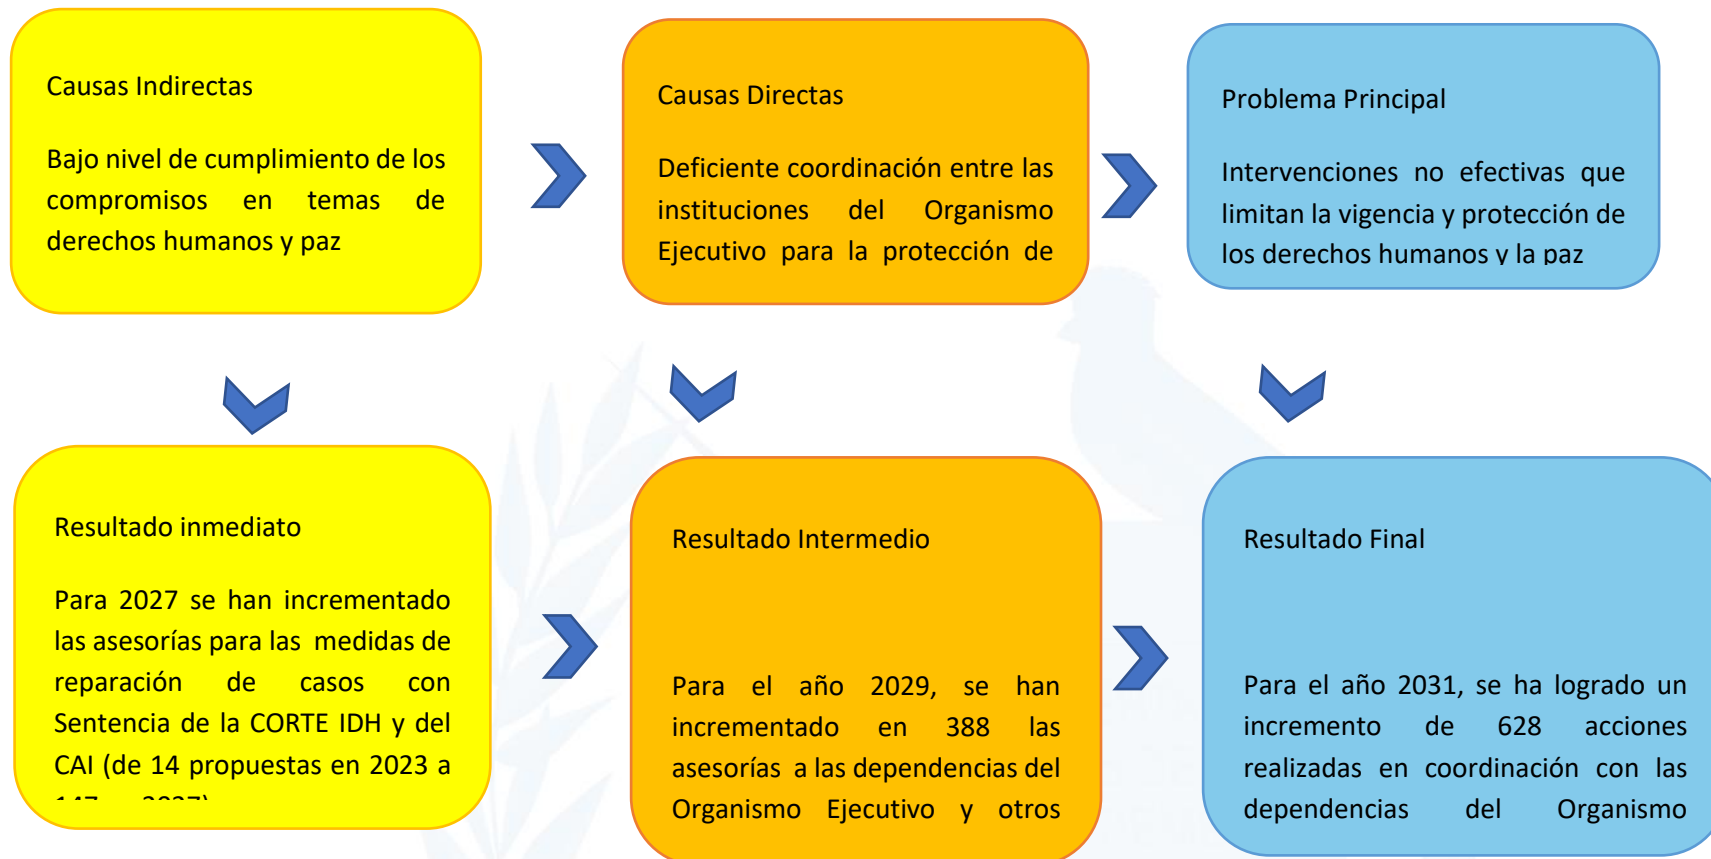 Causas Indirectas
Bajo nivel de cumplimiento de los
compromisos en temas de
derechos humanos y paz
Causas Directas
Deficiente coordinación entre las
instituciones del Organismo
Ejecutivo para la protección de
Problema Principal
Intervenciones no efectivas que
limitan la vigencia y protección de
los derechos humanos y la paz
Resultado inmediato
Para 2027 se han incrementado
las asesorías para las medidas de
reparación de casos con
Sentencia de la CORTE IDH y del
CAI (de 14 propuestas en 2023 a
Resultado Intermedio
Para el año 2029, se han
incrementado en 388 las
asesorías a las dependencias del
Organismo Ejecutivo y otros
Resultado Final
Para el año 2031, se ha logrado un
incremento de 628 acciones
realizadas en coordinación con las
dependencias del Organismo